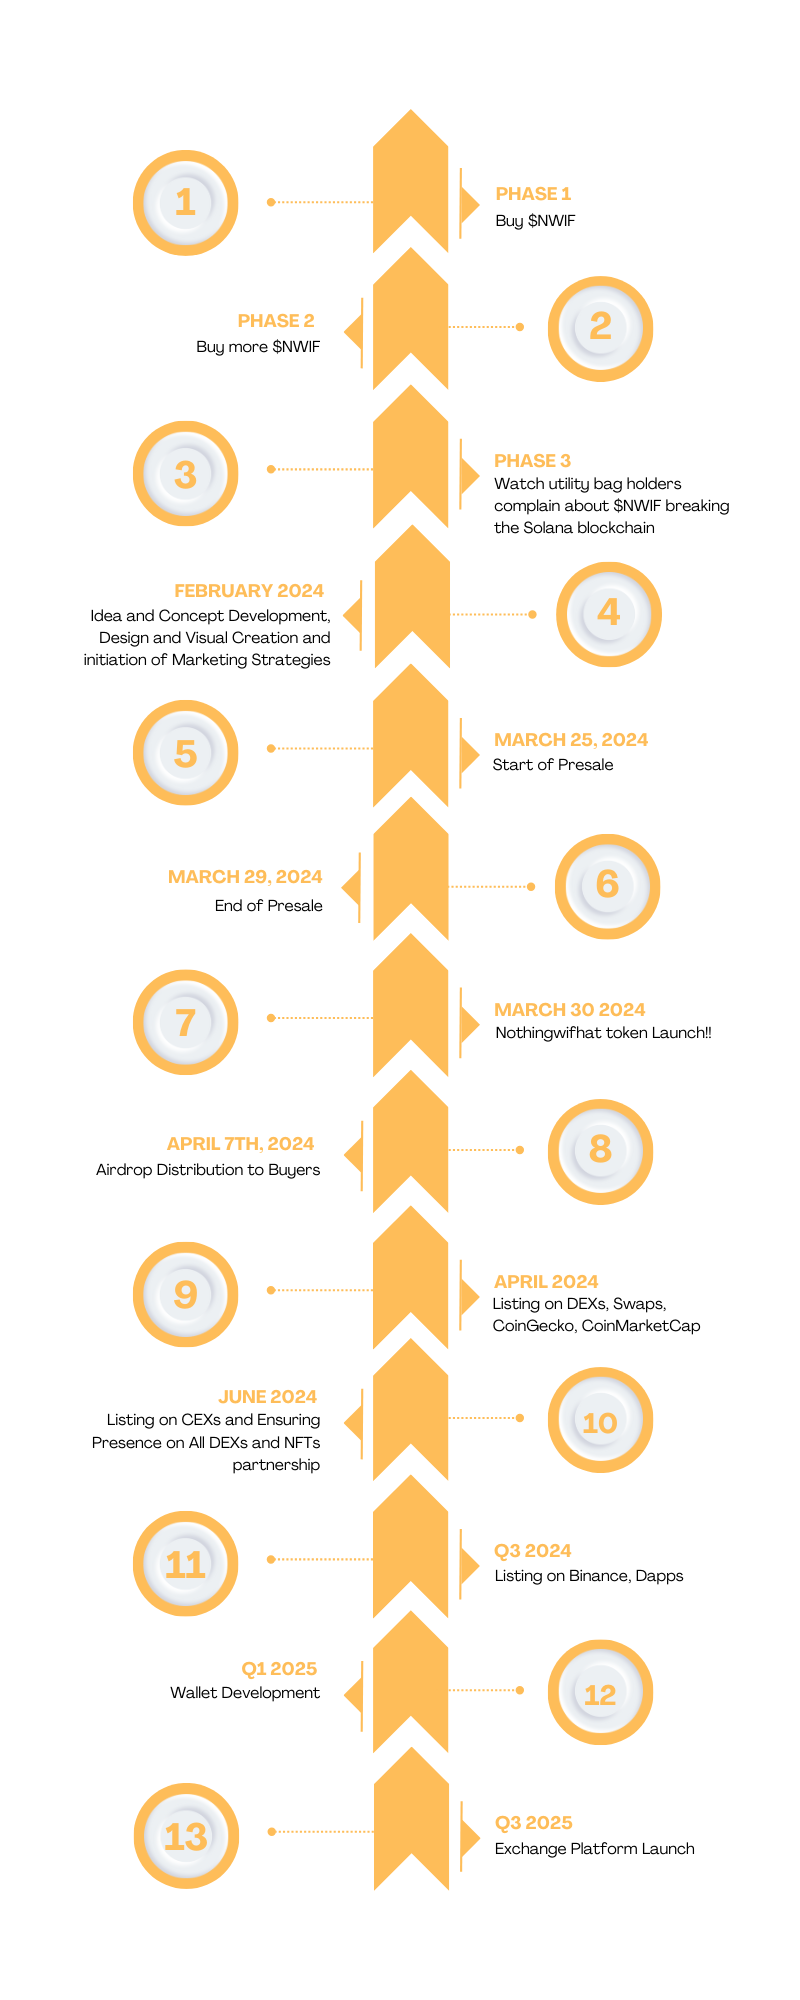 1
PHASE 1
Buy $NWIF
PHASE 2
Buy more $NWIF
2
3
PHASE 3
Watch utility bag holders
complain about $NWIF breaking
the Solana blockchain
FEBRUARY 2024
Idea and Concept Development,
Design and Visual Creation and
initiation of Marketing Strategies
4
5
MARCH 25, 2024
Start of Presale
MARCH 29, 2024
End of Presale
6
7
MARCH 30 2024
Nothingwifhat token Launch!!
APRIL 7TH, 2024
Airdrop Distribution to Buyers
8
9
APRIL 2024
Listing on DEXs, Swaps,
CoinGecko, CoinMarketCap
JUNE 2024
Listing on CEXs and Ensuring
Presence on All DEXs and NFTs
partnership
10
11
Q3 2024
Listing on Binance, Dapps
Q1 2025
Wallet Development
12
13
Q3 2025
Exchange Platform Launch